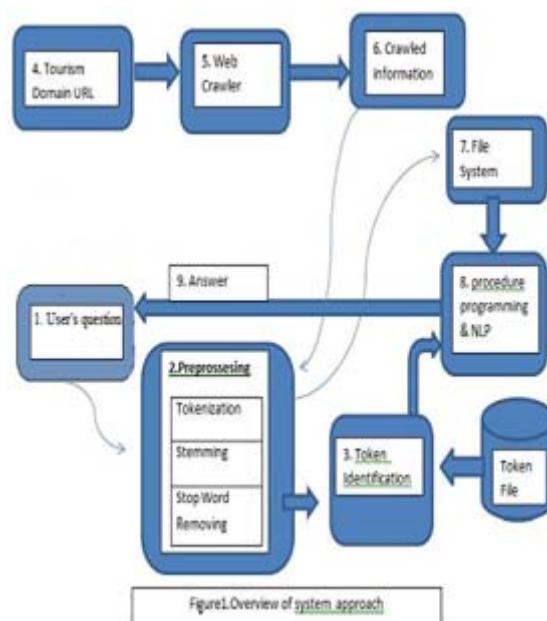 4. Tourism
Domain URL
5. Web
Crawler
6. Crawled
Information
7. File
System
9. Answer
8. procedure
programming
& NLP
1. User's question
2.Preprossesing
Tokenization
Stemming
Stop Word
Removing
3. Token
Identification
Token
File
Figure1.Overview of system approach